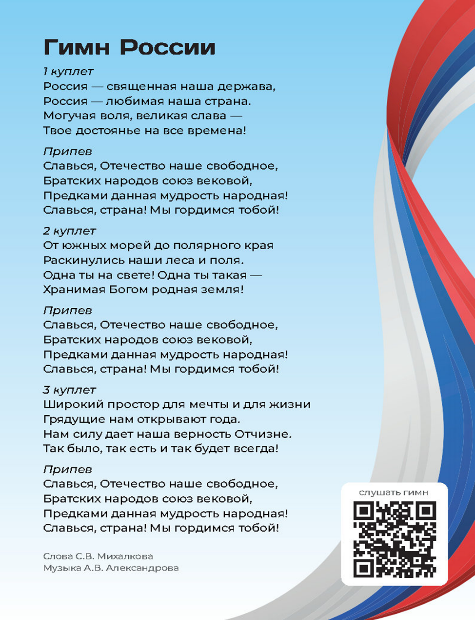 Гимн России
1 куплет
Россия — священная наша держава,
Россия — любимая наша страна.
Могучая воля, великая слава —
Твое достоянье на все времена!
Припев
Славься, Отечество наше свободное,
Братских народов союз вековой,
Предками данная мудрость народная!
Славься, страна! Мы гордимся тобой!
2 куплет
От южных морей до полярного края
Раскинулись наши леса и поля.
Одна ты на свете! Одна ты такая —
Хранимая Богом родная земля!
Припев
Славься, Отечество наше свободное,
Братских народов союз вековой,
Предками данная мудрость народная!
Славься, страна! Мы гордимся тобой!
3 куплет
Широкий простор для мечты и для жизни
Грядущие нам открывают года.
Нам силу дает наша верность Отчизне.
Так было, так есть и так будет всегда!
Припев
Славься, Отечество наше свободное,
Братских народов союз вековой,
Предками данная мудрость народная!
Славься, страна! Мы гордимся тобой!
слушать гимн
Слова С.В. Михалкова
Музыка А.В. Александрова